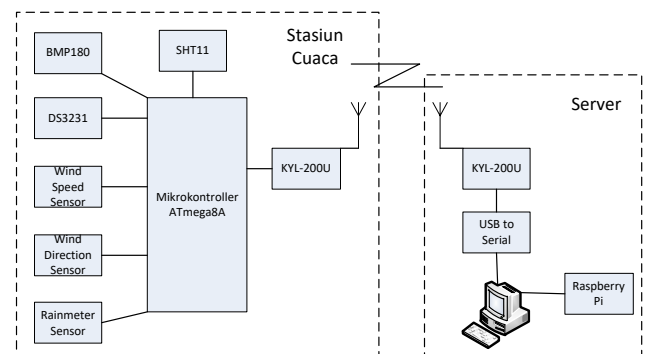 Stasiun
Cuaca
BMP180
SHT11
DS3231
Wind
Speed
Sensor
Wind
Direction
Sensor
Rainmeter
Sensor
Mikrokontroller
ATmega8A
KYL-200U
Server
KYL-200U
USB to
Serial
Raspberry
Pi